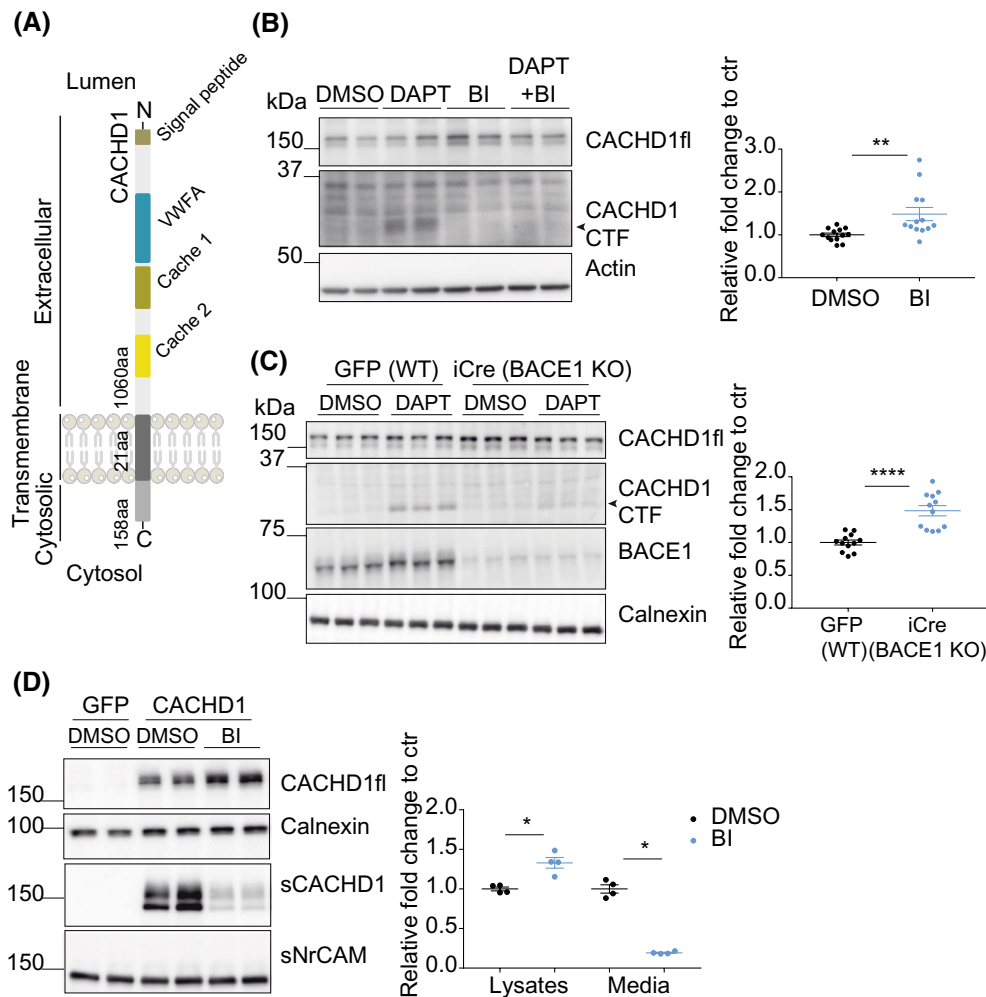 (A)
Lumen
N
Signal peptide
CACHD1
VWFA
Cache 1
Cache 2
Extracellular
1060aa
Transmembrane
21aa
Cytosolic
158aa
C
Cytosol
(B)
kDa
DMSO DAPT BI DAPT +BI
150
CACHD1fl
37
CACHD1 CTF
50
Actin
Relative fold change to ctr
3.0
2.0
1.0
0.0
**
DMSO BI
(C)
GFP (WT) iCre (BACE1 KO)
kDa
DMSO DAPT DMSO DAPT
150
CACHD1fl
37
CACHD1 CTF
75
BACE1
100
Calnexin
Relative fold change to ctr
2.0
1.5
1.0
0.5
0.0
****
GFP (WT)
iCre (BACE1 KO)
(D)
GFP CACHD1
DMSO DMSO BI
150
CACHD1fl
100
Calnexin
150
sCACHD1
150
sNrCAM
Relative fold change to ctr
2.0
1.5
1.0
0.5
0.0
* *
Lysates Media
DMSO
BI